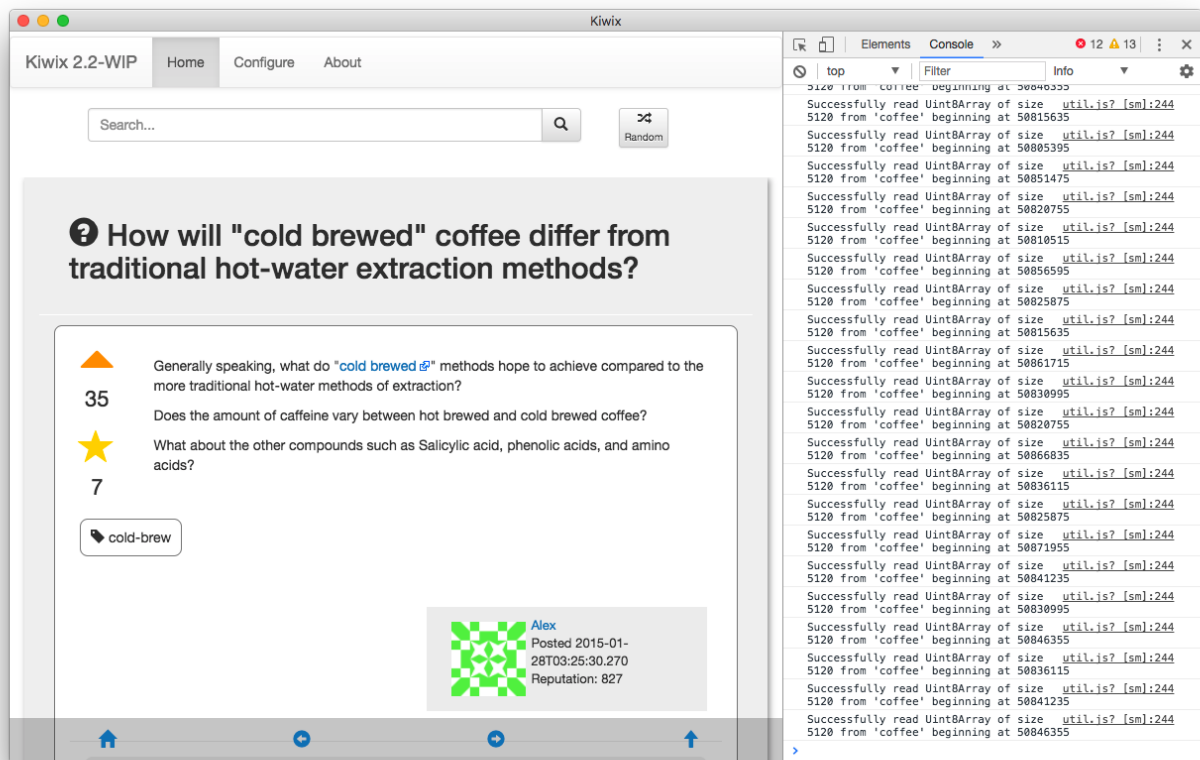 Kiwix
Kiwix 2.2-WIP Home Configure About
Search...
Random
How will "cold brewed" coffee differ from
traditional hot-water extraction methods?
35
7
Generally speaking, what do "cold brewed" methods hope to achieve compared to the
more traditional hot-water methods of extraction?
Does the amount of caffeine vary between hot brewed and cold brewed coffee?
What about the other compounds such as Salicylic acid, phenolic acids, and amino
acids?
cold-brew
Alex
Posted 2015-01-
28T03:25:30.270
Reputation: 827
Elements Console » 12 13
top Filter Info
5120 from 'coffee' beginning at 50846355
Successfully read Uint8Array of size util.js? [sm]:244
5120 from 'coffee' beginning at 50815635
Successfully read Uint8Array of size util.js? [sm]:244
5120 from 'coffee' beginning at 50805395
Successfully read Uint8Array of size util.js? [sm]:244
5120 from 'coffee' beginning at 50851475
Successfully read Uint8Array of size util.js? [sm]:244
5120 from 'coffee' beginning at 50820755
Successfully read Uint8Array of size util.js? [sm]:244
5120 from 'coffee' beginning at 50810515
Successfully read Uint8Array of size util.js? [sm]:244
5120 from 'coffee' beginning at 50856595
Successfully read Uint8Array of size util.js? [sm]:244
5120 from 'coffee' beginning at 50825875
Successfully read Uint8Array of size util.js? [sm]:244
5120 from 'coffee' beginning at 50815635
Successfully read Uint8Array of size util.js? [sm]:244
5120 from 'coffee' beginning at 50861715
Successfully read Uint8Array of size util.js? [sm]:244
5120 from 'coffee' beginning at 50830995
Successfully read Uint8Array of size util.js? [sm]:244
5120 from 'coffee' beginning at 50820755
Successfully read Uint8Array of size util.js? [sm]:244
5120 from 'coffee' beginning at 50866835
Successfully read Uint8Array of size util.js? [sm]:244
5120 from 'coffee' beginning at 50836115
Successfully read Uint8Array of size util.js? [sm]:244
5120 from 'coffee' beginning at 50825875
Successfully read Uint8Array of size util.js? [sm]:244
5120 from 'coffee' beginning at 50871955
Successfully read Uint8Array of size util.js? [sm]:244
5120 from 'coffee' beginning at 50841235
Successfully read Uint8Array of size util.js? [sm]:244
5120 from 'coffee' beginning at 50830995
Successfully read Uint8Array of size util.js? [sm]:244
5120 from 'coffee' beginning at 50846355
Successfully read Uint8Array of size util.js? [sm]:244
5120 from 'coffee' beginning at 50836115
Successfully read Uint8Array of size util.js? [sm]:244
5120 from 'coffee' beginning at 50841235
Successfully read Uint8Array of size util.js? [sm]:244
5120 from 'coffee' beginning at 50846355